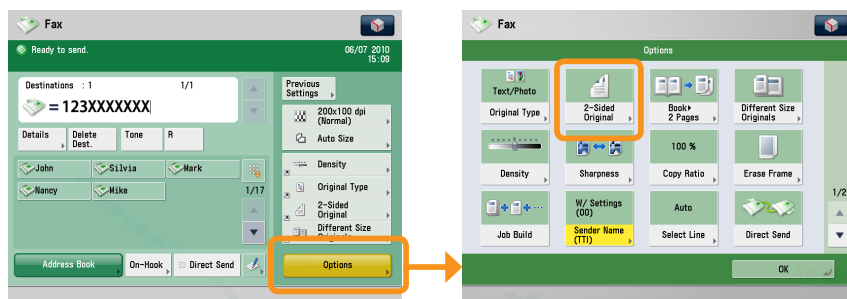 Fax
Ready to send.
06/07 2010
15:09
Destinations : 1
1/1
= 123XXXXXXX
Details
Delete
Dest.
Tone
R
John
Silvia
Mark
Nancy
Mike
1/17
Address Book
On-Hook
Direct Send
Previous
Settings
200x100 dpi
(Normal)
Auto Size
Density
Original Type
2-Sided
Original
Different Size
Originals
Options
Fax
Options
Text/Photo
Original Type
2-Sided
Original
Book▸
2 Pages
Different Size
Originals
Density
Sharpness
100 %
Copy Ratio
Erase Frame
Job Build
W/ Settings
(00)
Sender Name
(TTI)
Auto
Select Line
Direct Send
1/2
OK